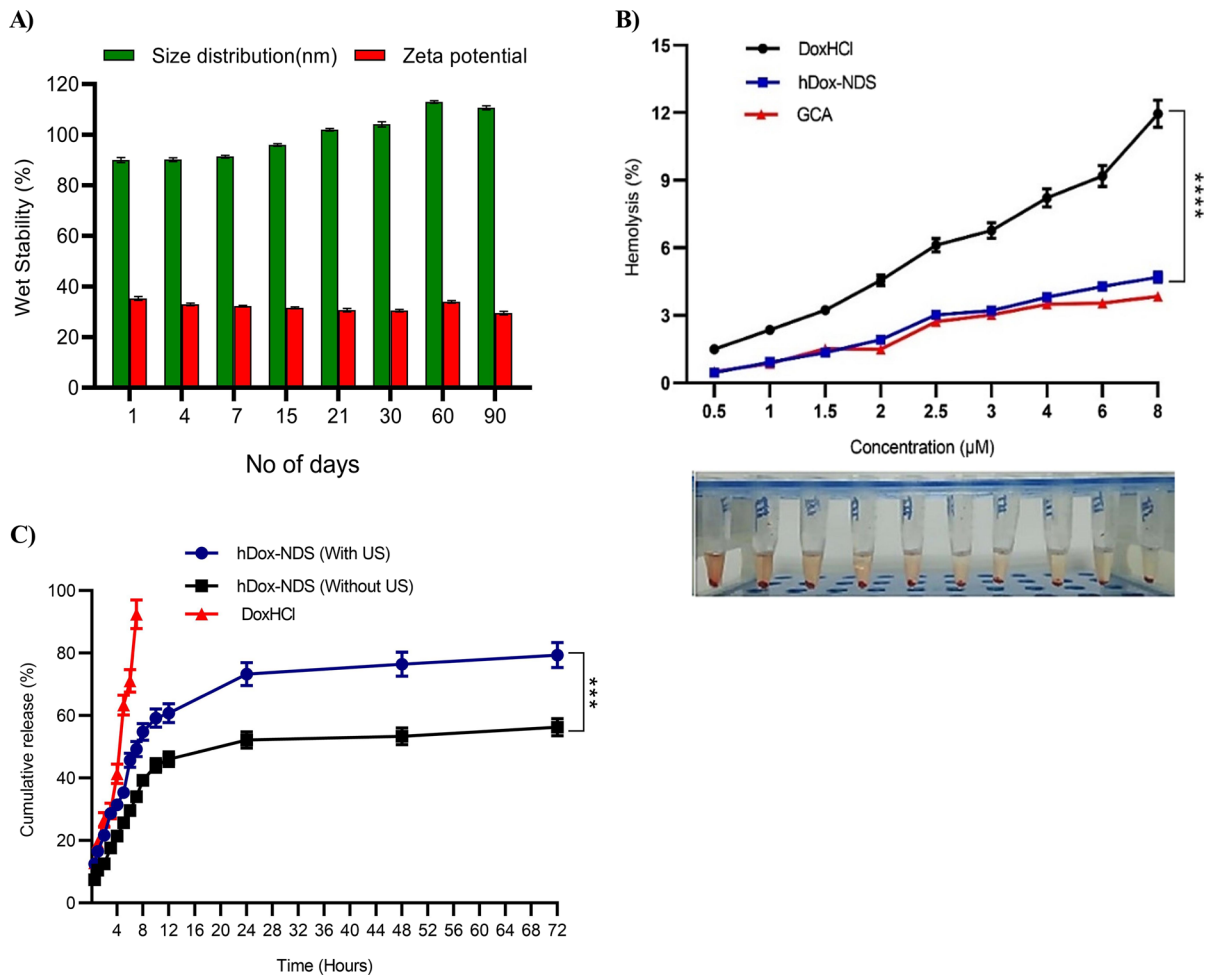 A)
Size distribution(nm) Zeta potential
120
100
80
60
40
20
0
Wet Stability (%)
1 4 7 15 21 30 60 90
No of days
B)
DoxHCl
hDox-NDS
GCA
15
12
9
6
3
0
Hemolysis (%)
****
0.5 1 1.5 2 2.5 3 4 6 8
Concentration (µM)
C)
hDox-NDS (With US)
hDox-NDS (Without US)
DoxHCl
100
80
60
40
20
0
Cumulative release (%)
***
4 8 12 16 20 24 28 32 36 40 44 48 52 56 60 64 68 72
Time (Hours)